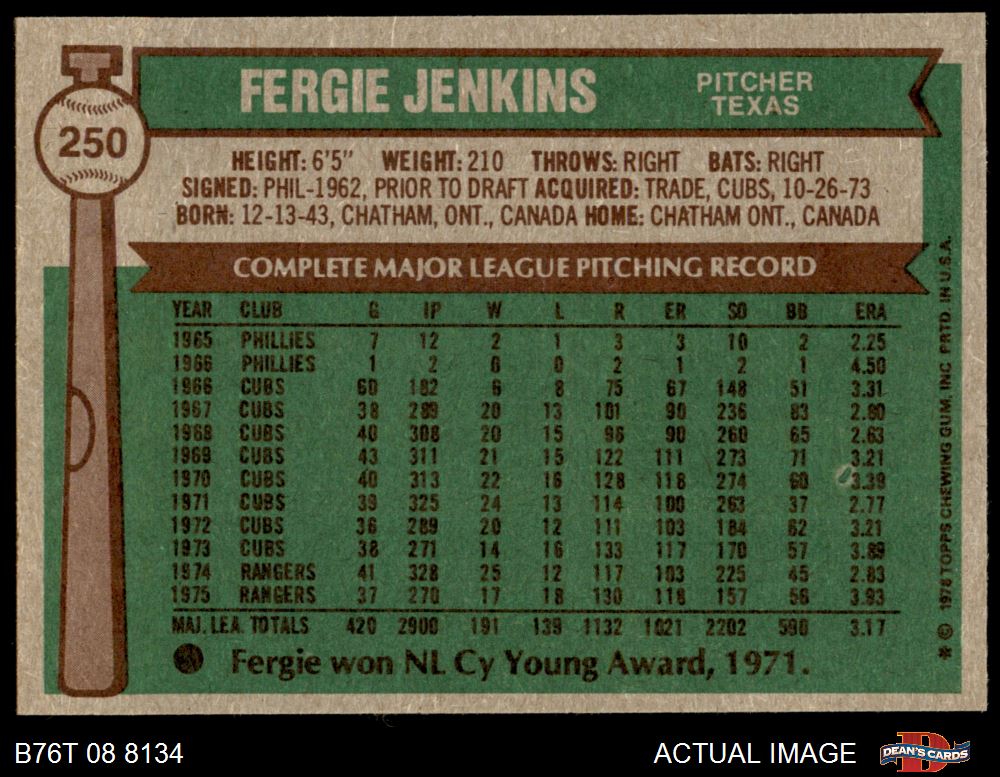 250
FERGIE JENKINS
PITCHER
TEXAS
HEIGHT: 6'5" WEIGHT: 210 THROWS: RIGHT BATS: RIGHT
SIGNED: PHIL-1962, PRIOR TO DRAFT ACQUIRED: TRADE, CUBS, 10-26-73
BORN: 12-13-43, CHATHAM, ONT., CANADA HOME: CHATHAM ONT., CANADA
COMPLETE MAJOR LEAGUE PITCHING RECORD
YEAR CLUB G IP W L R ER SO BB ERA
1965 PHILLIES 7 12 2 1 3 3 10 2 2.25
1966 PHILLIES 1 2 0 0 2 1 2 1 4.50
1966 CUBS 60 182 6 8 75 67 148 51 3.31
1967 CUBS 38 289 20 13 101 90 236 83 2.80
1968 CUBS 40 308 20 15 96 90 260 65 2.63
1969 CUBS 43 311 21 15 122 111 273 71 3.21
1970 CUBS 40 313 22 16 128 118 274 60 3.39
1971 CUBS 39 325 24 13 114 100 263 37 2.77
1972 CUBS 36 289 20 12 111 103 184 62 3.21
1973 CUBS 38 271 14 16 133 117 170 57 3.89
1974 RANGERS 41 328 25 12 117 103 225 45 2.83
1975 RANGERS 37 270 17 18 130 118 157 56 3.93
MAJ. LEA. TOTALS 420 2900 191 139 1132 1021 2202 590 3.17
Fergie won NL Cy Young Award, 1971.
* © 1976 TOPPS CHEWING GUM, INC PRTD. IN U.S.A.
B76T 08 8134
ACTUAL IMAGE
DEAN'S CARDS